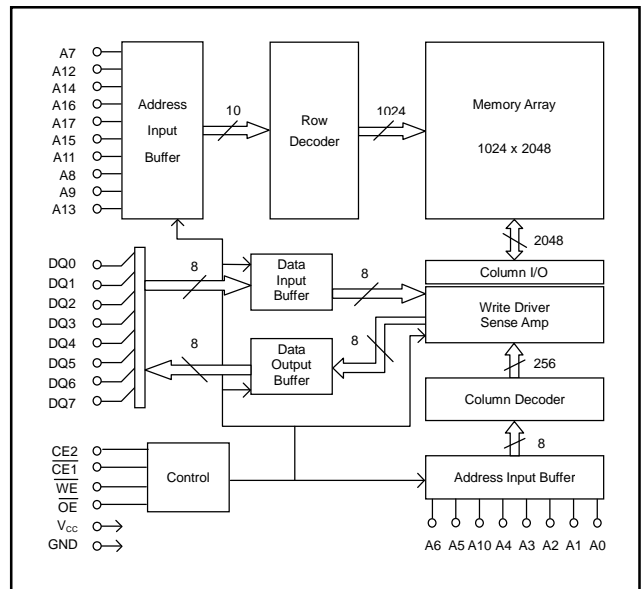 A7
A12
A14
A16
A17
A15
A11
A8
A9
A13
Address
Input
Buffer
10
Row
Decoder
1024
Memory Array
1024 x 2048
2048
Column I/O
Write Driver
Sense Amp
256
Column Decoder
8
Address Input Buffer
A6 A5 A10 A4 A3 A2 A1 A0
DQ0
DQ1
DQ2
DQ3
DQ4
DQ5
DQ6
DQ7
8
Data
Input
Buffer
8
8
Data
Output
Buffer
8
CE2
CE1
WE
OE
VCC
GND
Control